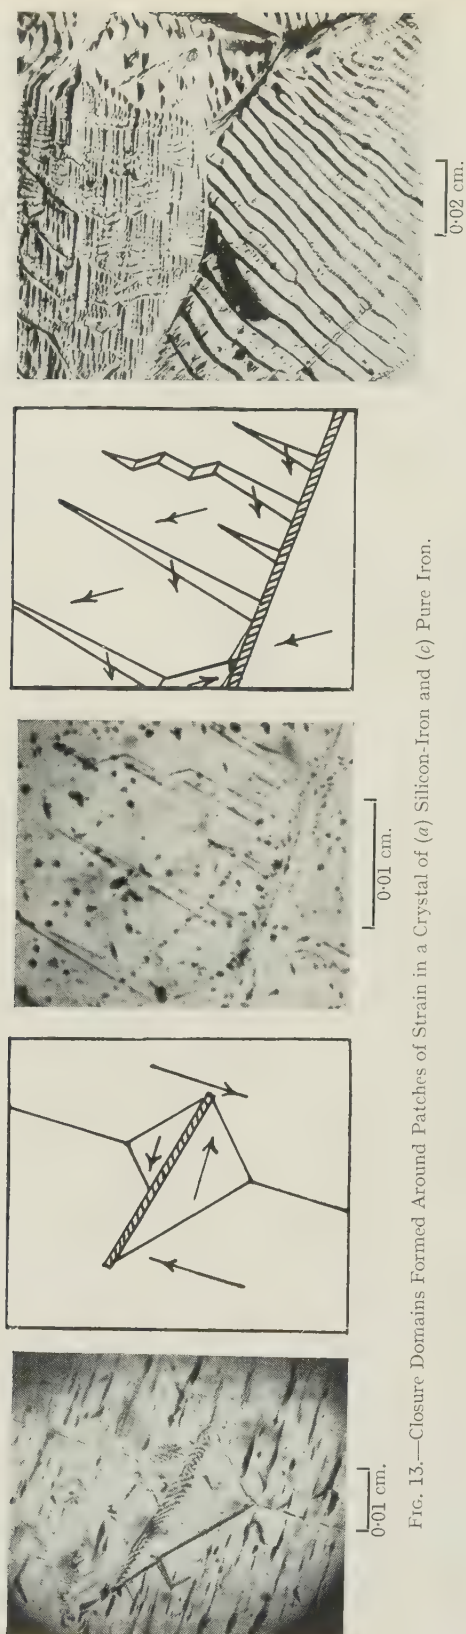 0·01 cm.
0·01 cm.
0·02 cm.
FIG. 13.—Closure Domains Formed Around Patches of Strain in a Crystal of (a) Silicon-Iron and (c) Pure Iron.